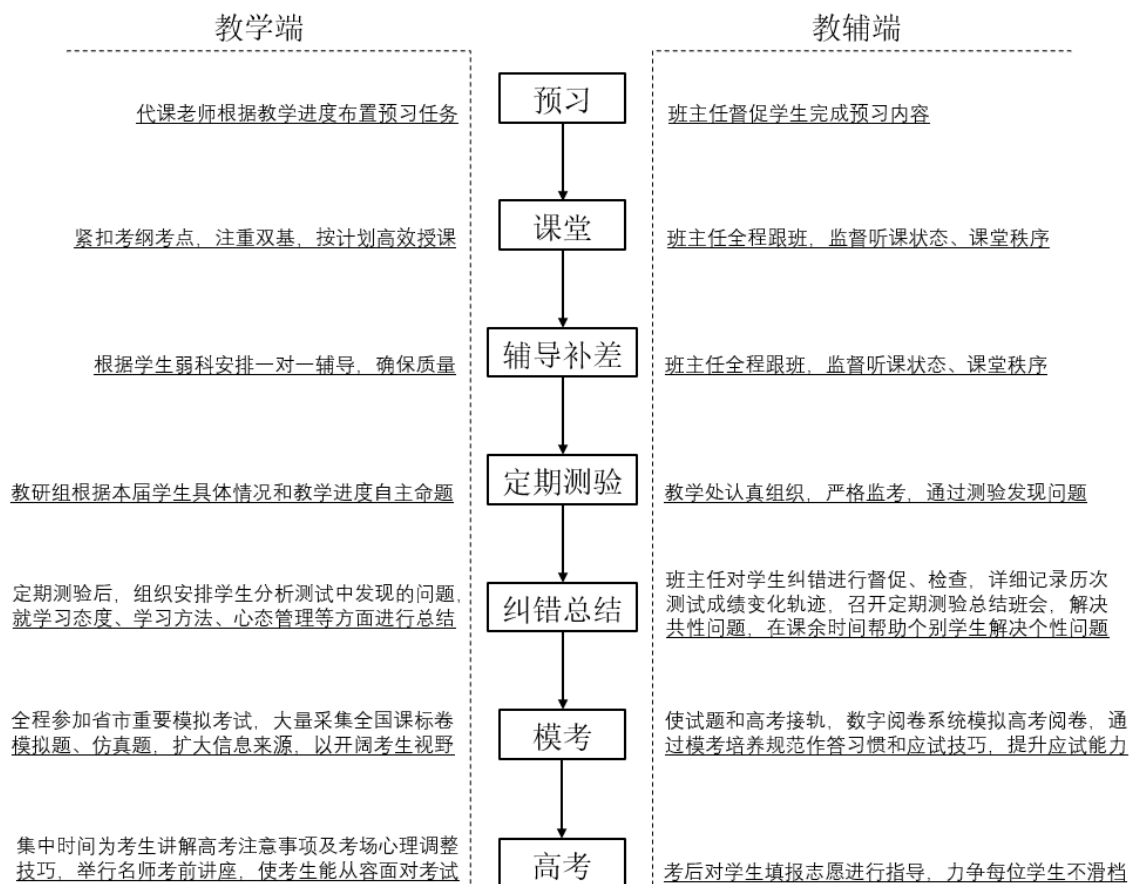 教学端
教辅端
预习
代课老师根据教学进度布置预习任务
班主任督促学生完成预习内容
课堂
紧扣考纲考点，注重双基，按计划高效授课
班主任全程跟班，监督听课状态、课堂秩序
辅导补差
根据学生弱科安排一对一辅导，确保质量
班主任全程跟班，监督听课状态、课堂秩序
定期测验
教研组根据本届学生具体情况和教学进度自主命题
教学处认真组织，严格监考，通过测验发现问题
纠错总结
定期测验后，组织安排学生分析测试中发现的问题，
就学习态度、学习方法、心态管理等方面进行总结
班主任对学生纠错进行督促、检查，详细记录历次
测试成绩变化轨迹，召开定期测验总结班会，解决
共性问题，在课余时间帮助个别学生解决个性问题
模考
全程参加省市重要模拟考试，大量采集全国课标卷
模拟题、仿真题，扩大信息来源，以开阔考生视野
使试题和高考接轨，数字阅卷系统模拟高考阅卷，通
过模考培养规范作答习惯和应试技巧，提升应试能力
高考
集中时间为考生讲解高考注意事项及考场心理调整
技巧，举行名师考前讲座，使考生能从容面对考试
考后对学生填报志愿进行指导，力争每位学生不滑档